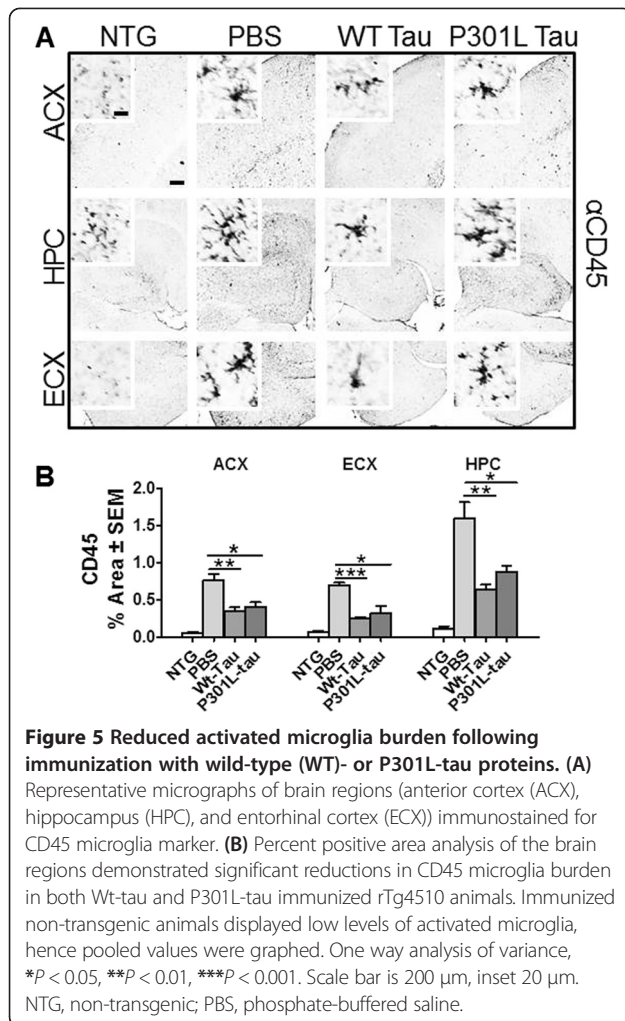 A
NTG PBS WT Tau P301L Tau
ACX
HPC
ECX
αCD45
B
ACX ECX HPC
CD45
% Area ± SEM
2.0
1.5
1.0
0.5
0.0
* ** * *** * **
NTG PBS Wt-Tau P301L-tau NTG PBS Wt-Tau P301L-tau NTG PBS Wt-Tau P301L-tau
Figure 5 Reduced activated microglia burden following
immunization with wild-type (WT)- or P301L-tau proteins. (A)
Representative micrographs of brain regions (anterior cortex (ACX),
hippocampus (HPC), and entorhinal cortex (ECX)) immunostained for
CD45 microglia marker. (B) Percent positive area analysis of the brain
regions demonstrated significant reductions in CD45 microglia burden
in both Wt-tau and P301L-tau immunized rTg4510 animals. Immunized
non-transgenic animals displayed low levels of activated microglia,
hence pooled values were graphed. One way analysis of variance,
*P < 0.05, **P < 0.01, ***P < 0.001. Scale bar is 200 μm, inset 20 μm.
NTG, non-transgenic; PBS, phosphate-buffered saline.